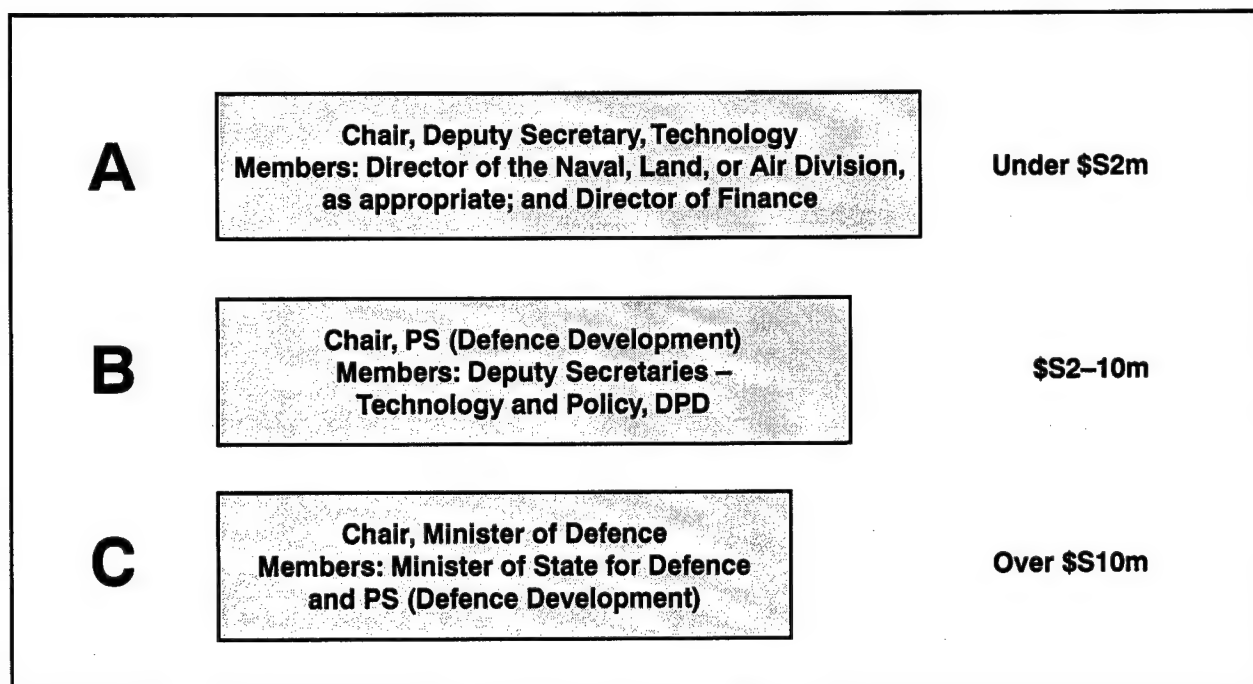 A
Chair, Deputy Secretary, Technology
Members: Director of the Naval, Land, or Air Division,
as appropriate; and Director of Finance
Under $S2m
B
Chair, PS (Defence Development)
Members: Deputy Secretaries –
Technology and Policy, DPD
$S2–10m
C
Chair, Minister of Defence
Members: Minister of State for Defence
and PS (Defence Development)
Over $S10m